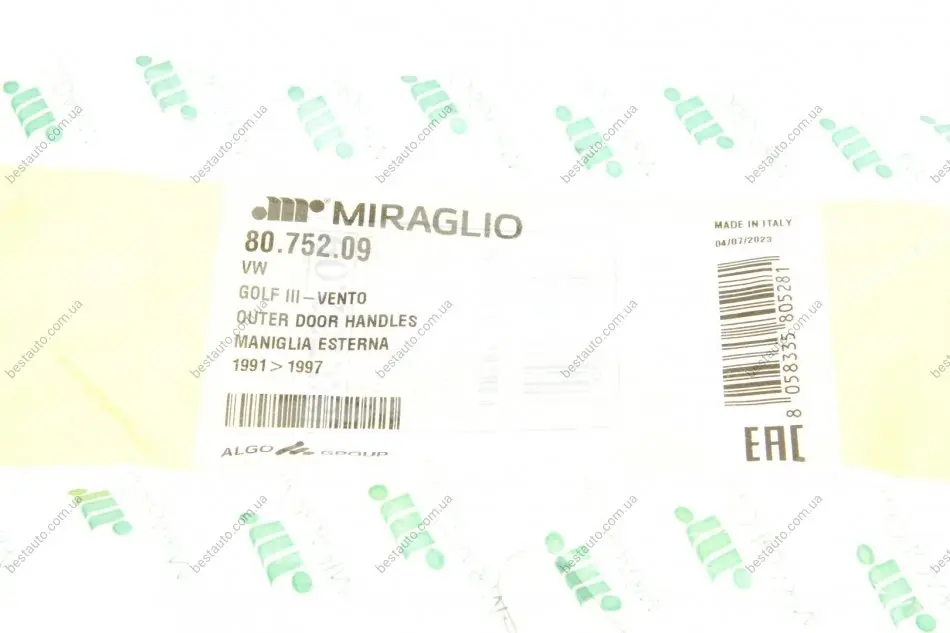 MIRAGLIO
80.752.09
VW
GOLF III – VENTO
OUTER DOOR HANDLES
MANIGLIA ESTERNA
1991 > 1997
ALGO GROUP
MADE IN ITALY
04/07/2023
8 058335 805281
EAC
bestauto.com.ua